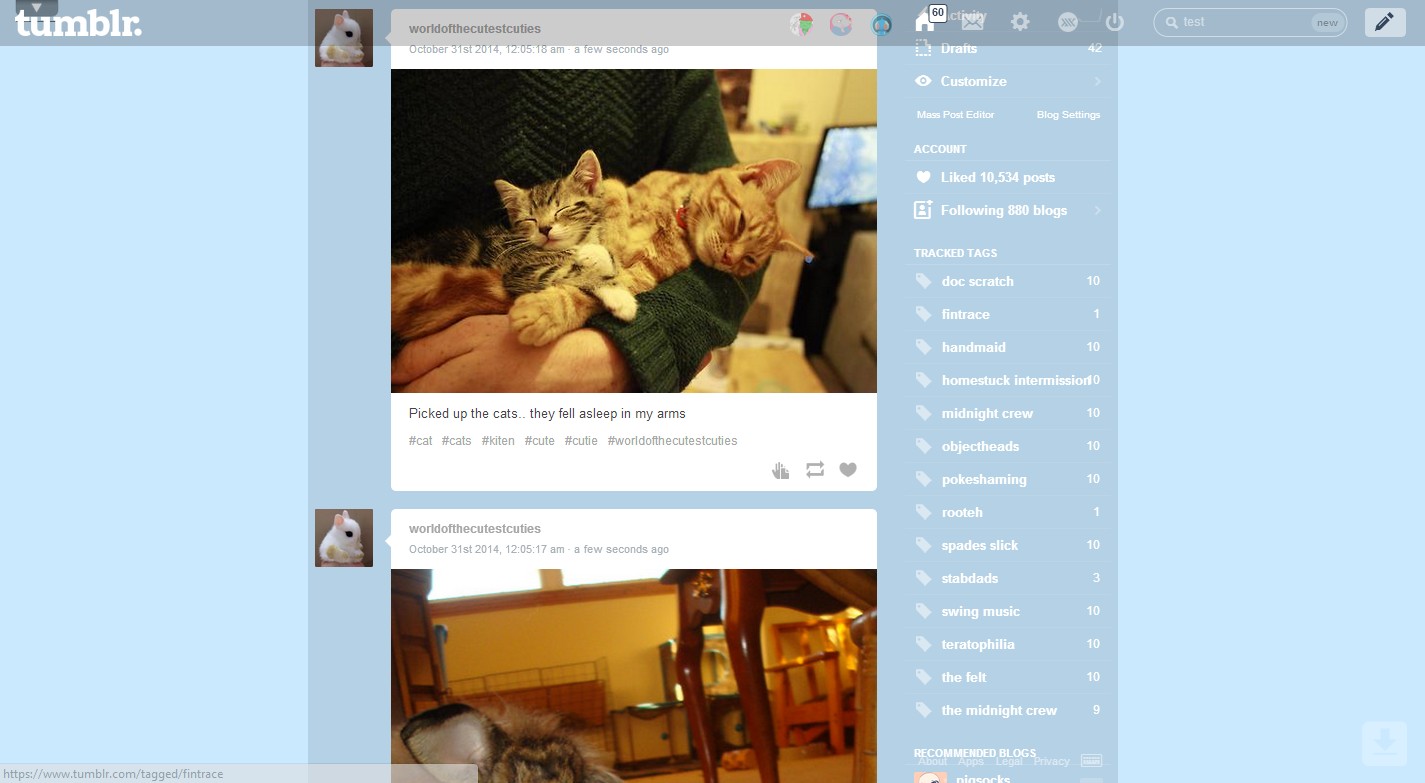 tumblr.
60
Activity
test
new
worldofthecutestcuties
October 31st 2014, 12:05:18 am · a few seconds ago
Picked up the cats.. they fell asleep in my arms
#cat #cats #kiten #cute #cutie #worldofthecutestcuties
worldofthecutestcuties
October 31st 2014, 12:05:17 am · a few seconds ago
Drafts 42
Customize
Mass Post Editor Blog Settings
ACCOUNT
Liked 10,534 posts
Following 880 blogs
TRACKED TAGS
doc scratch 10
fintrace 1
handmaid 10
homestuck intermission 10
midnight crew 10
objectheads 10
pokeshaming 10
rooteh 1
spades slick 10
stabdads 3
swing music 10
teratophilia 10
the felt 10
the midnight crew 9
RECOMMENDED BLOGS
About Apps Legal Privacy
pigsocks
https://www.tumblr.com/tagged/fintrace